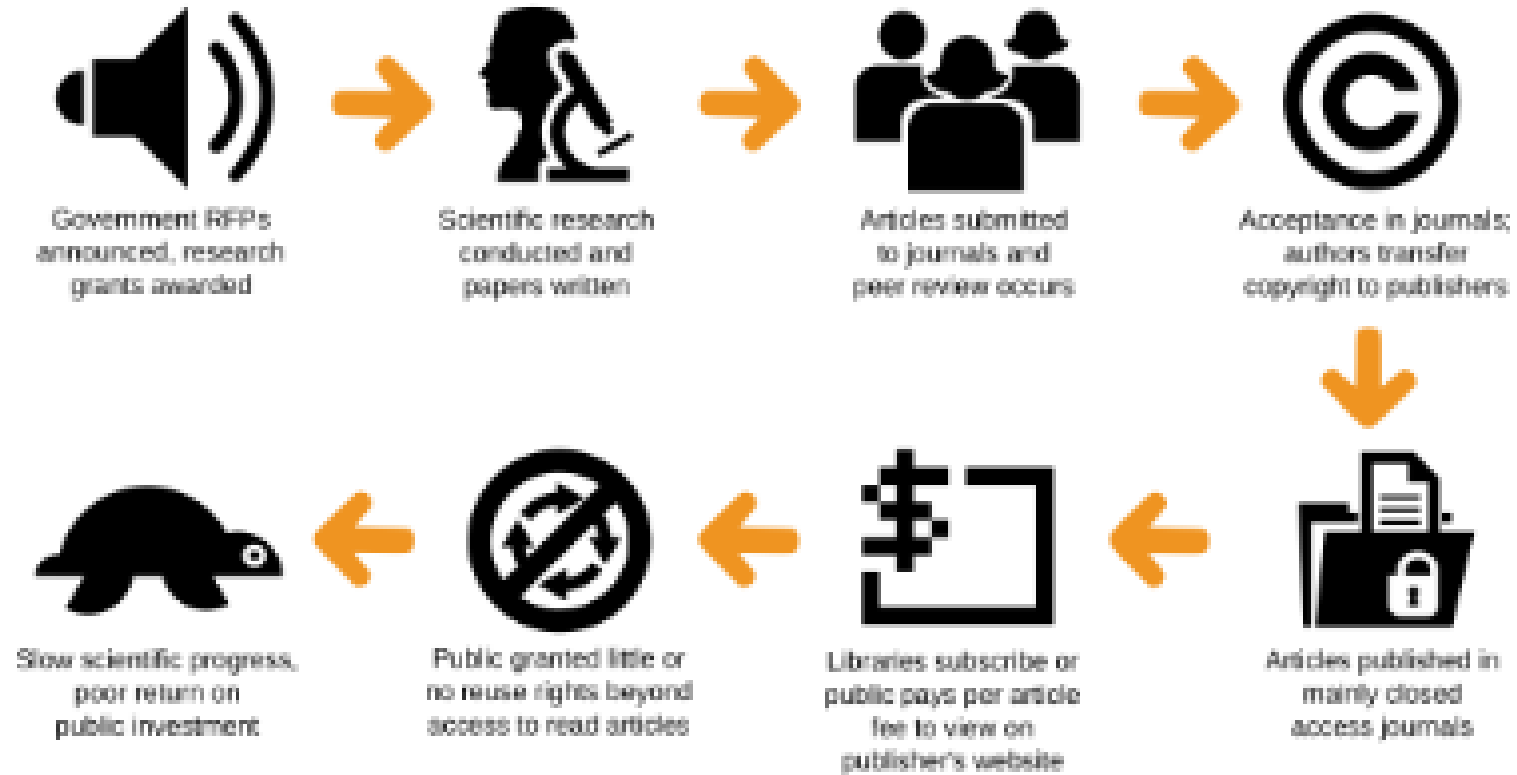 Government RFPs
announced, research
grants awarded
Scientific research
conducted and
papers written
Articles submitted
to journals and
peer review occurs
Acceptance in journals;
authors transfer
copyright to publishers
Articles published in
mainly closed
access journals
Libraries subscribe or
public pays per article
fee to view on
publisher's website
Public granted little or
no reuse rights beyond
access to read articles
Slow scientific progress,
poor return on
public investment